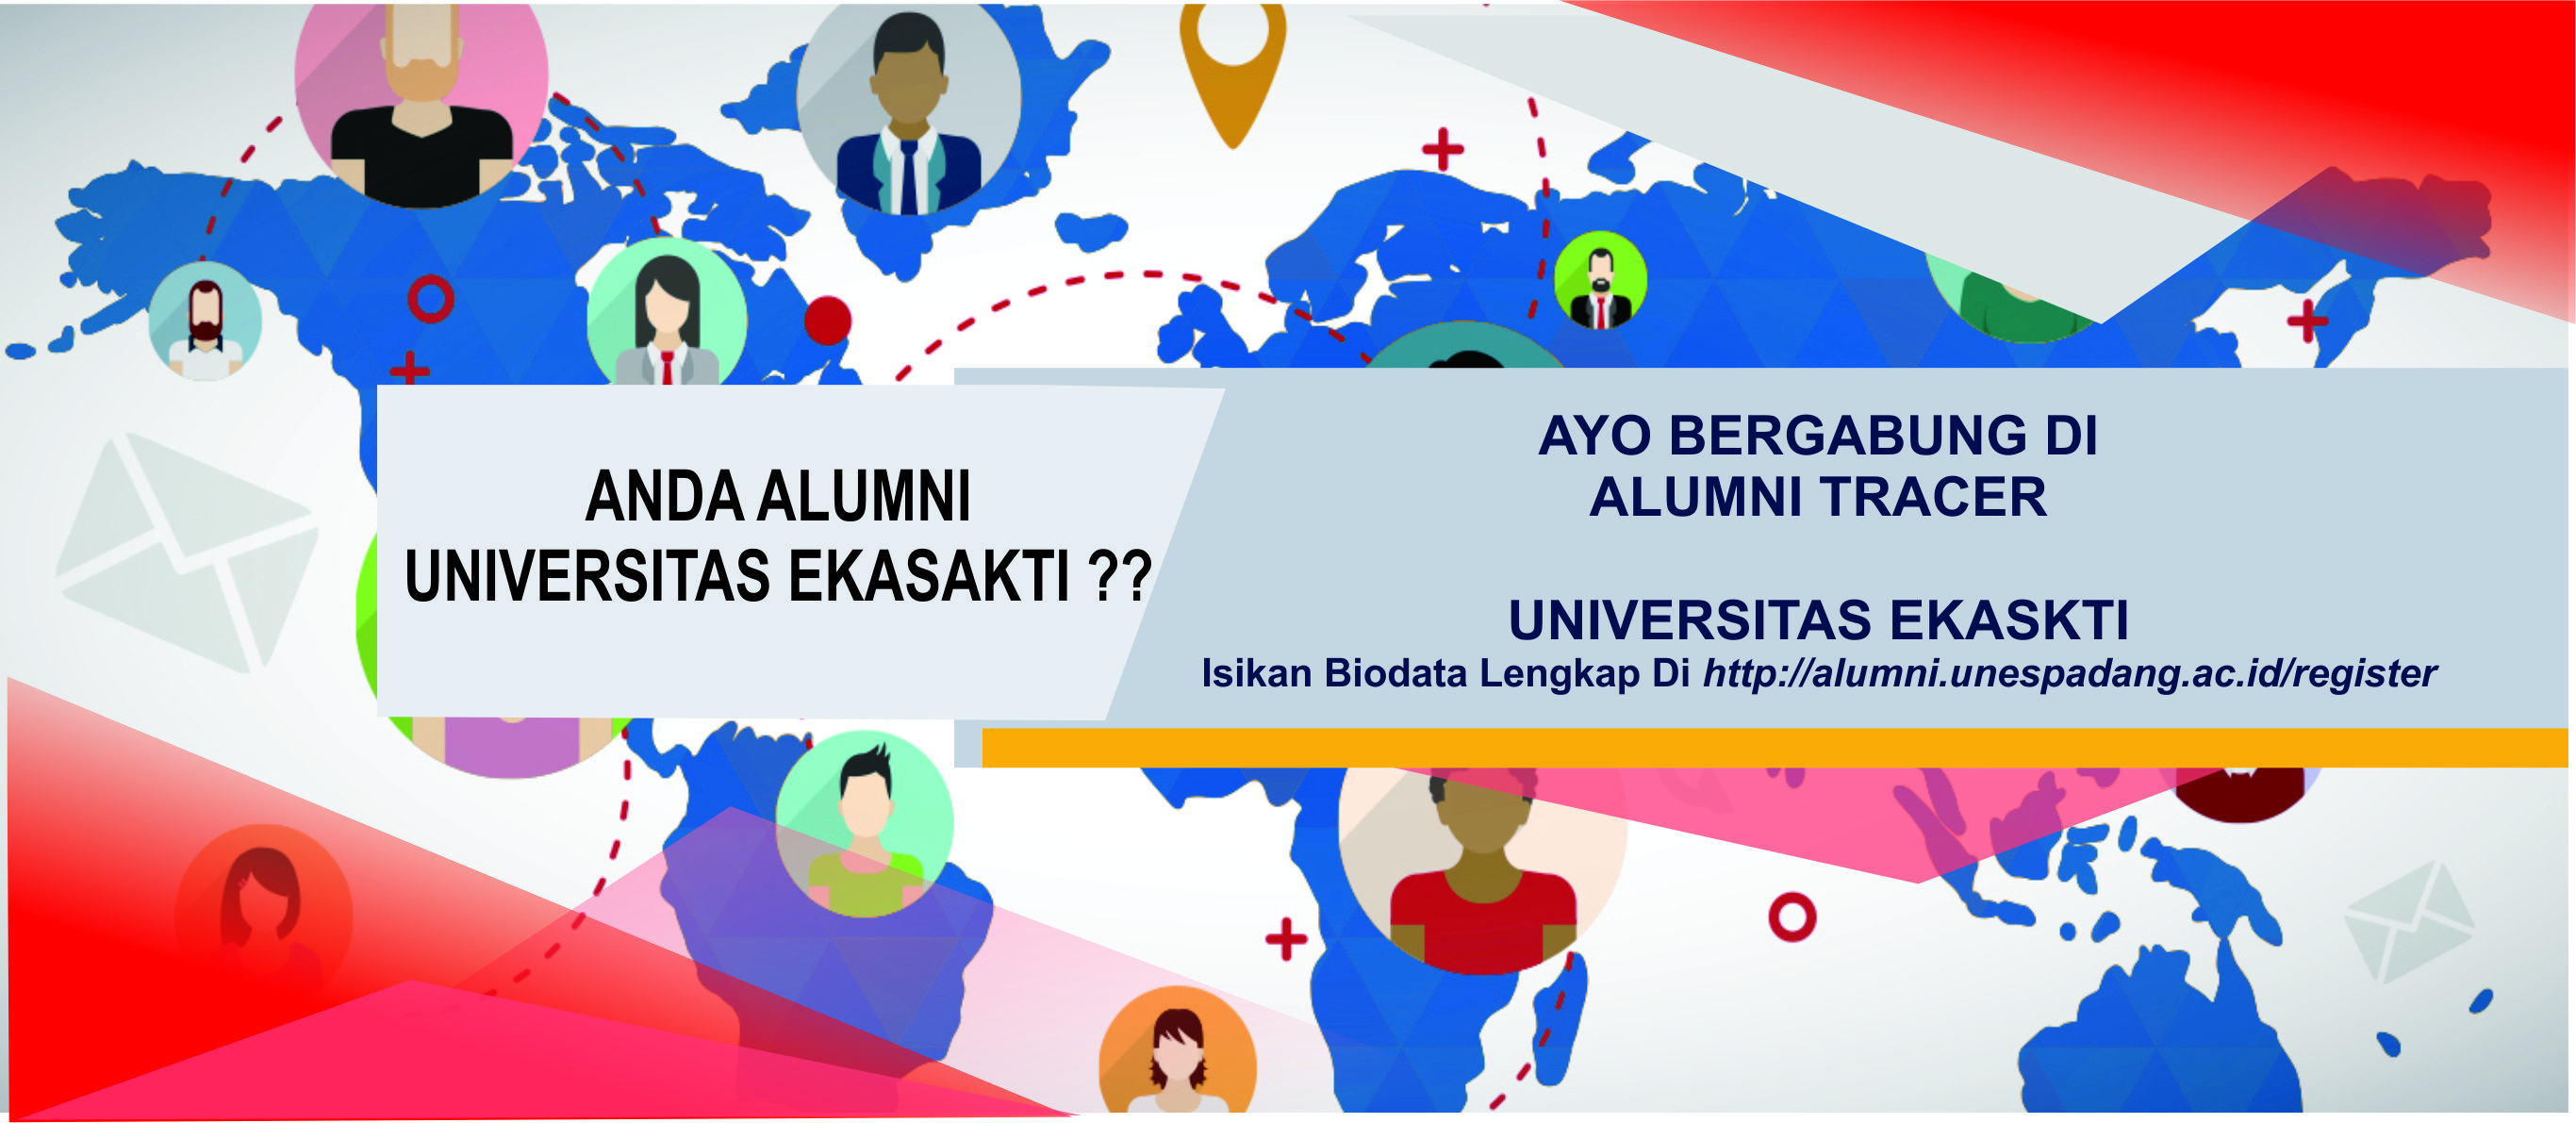 ANDA ALUMNI
UNIVERSITAS EKASAKTI ??
AYO BERGABUNG DI
ALUMNI TRACER
UNIVERSITAS EKASKTI
Isikan Biodata Lengkap Di http://alumni.unespadang.ac.id/register